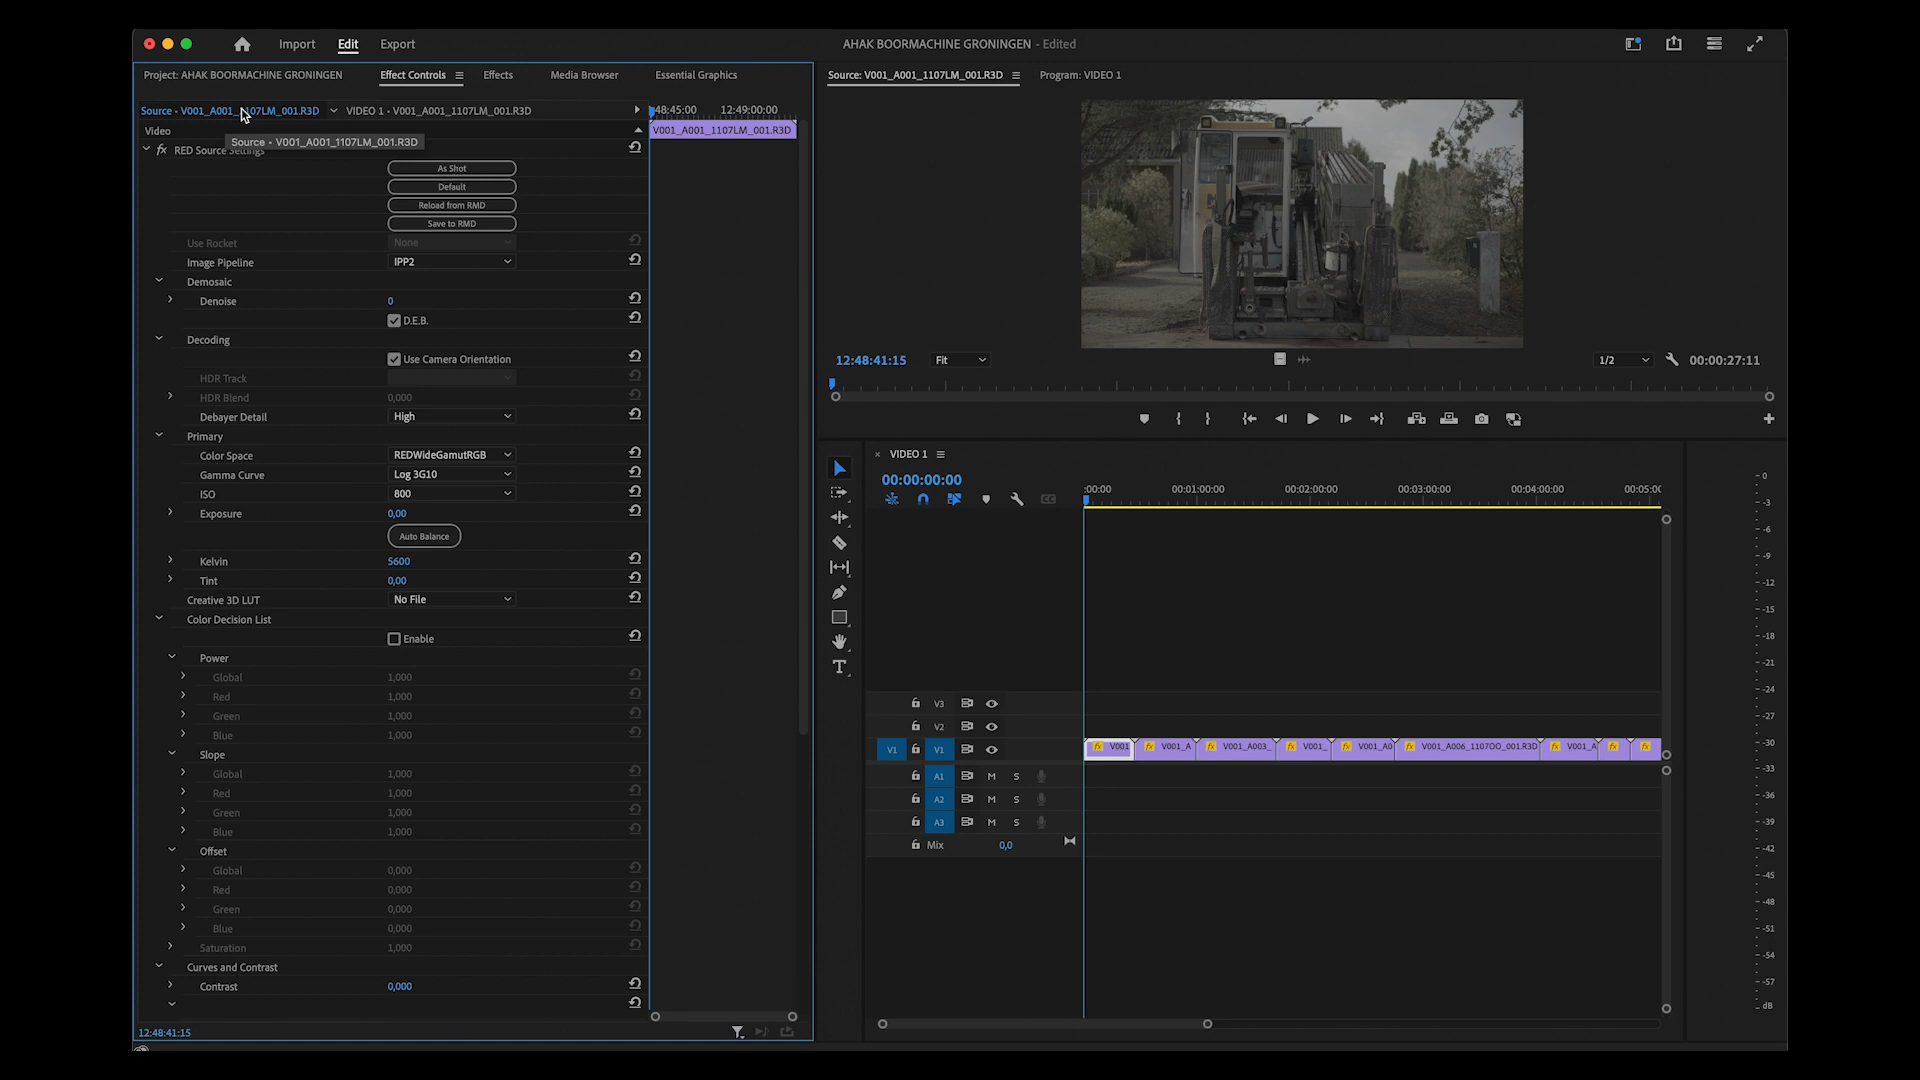 Import Edit Export AHAK BOORMACHINE GRONINGEN - Edited
Project: AHAK BOORMACHINE GRONINGEN Effect Controls Effects Media Browser Essential Graphics
Source: V001_A001_1107LM_001.R3D Program: VIDEO 1
Source • V001_A001_1107LM_001.R3D VIDEO 1 • V001_A001_1107LM_001.R3D
48:45:00 12:49:00:00
Video
V001_A001_1107LM_001.R3D
Source • V001_A001_1107LM_001.R3D
fx RED Source Settings
As Shot
Default
Reload from RMD
Save to RMD
Use Rocket None
Image Pipeline IPP2
Demosaic
Denoise 0
D.E.B.
Decoding
Use Camera Orientation
HDR Track
HDR Blend 0,000
Debayer Detail High
Primary
Color Space REDWideGamutRGB
Gamma Curve Log 3G10
ISO 800
Exposure 0,00
Auto Balance
Kelvin 5600
Tint 0,00
Creative 3D LUT No File
Color Decision List
Enable
Power
Global 1,000
Red 1,000
Green 1,000
Blue 1,000
Slope
Global 1,000
Red 1,000
Green 1,000
Blue 1,000
Offset
Global 0,000
Red 0,000
Green 0,000
Blue 0,000
Saturation 1,000
Curves and Contrast
Contrast 0,000
12:48:41:15
12:48:41:15 Fit 1/2 00:00:27:11
× VIDEO 1
00:00:00:00
:00:00 00:01:00:00 00:02:00:00 00:03:00:00 00:04:00:00 00:05:0
V3
V2
V1 V1
fx V001 fx V001_A fx V001_A003_ fx V001_ fx V001_A0 fx V001_A006_1107OO_001.R3D fx V001_A fx fx
A1 M S
A2 M S
A3 M S
Mix 0,0
0
-3
-6
-9
-12
-15
-18
-21
-24
-27
-30
-33
-36
-39
-42
-45
-48
-51
-54
-57
dB